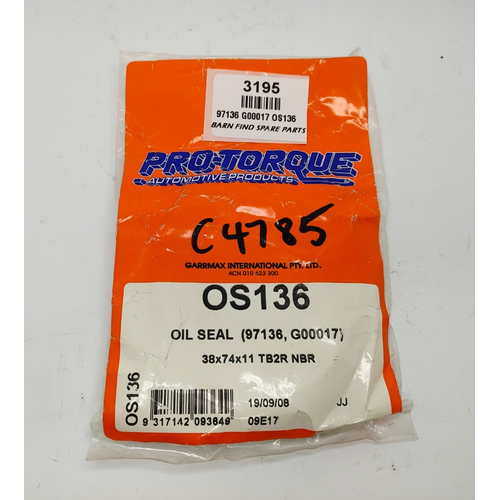 3195
97136 G00017 OS136
BARN FIND SPARE PARTS
PRO-TORQUE
AUTOMOTIVE PRODUCTS
C4785
GARRMAX INTERNATIONAL PTY. LTD.
ACN 010 623 300
OS136
OIL SEAL (97136, G00017)
38x74x11 TB2R NBR
OS136
19/09/08 JJ
9 317142 093649 09E17